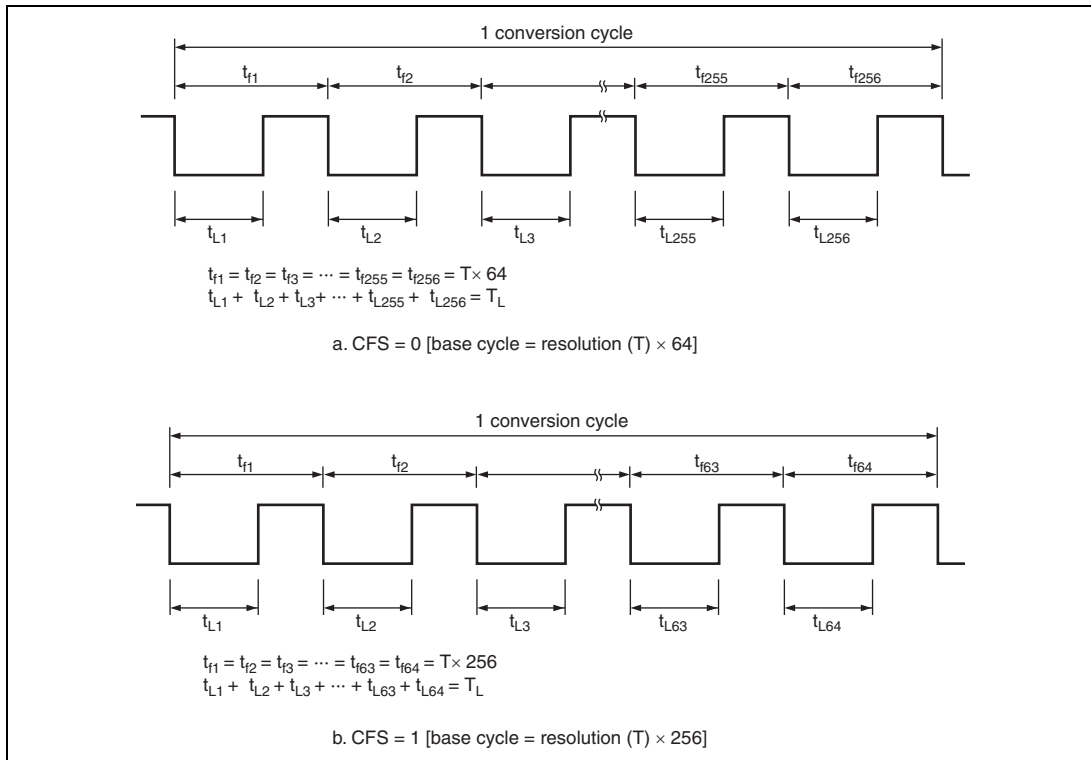 1 conversion cycle
tf1 tf2 tf255 tf256
tL1 tL2 tL3 tL255 tL256
tf1 = tf2 = tf3 = ··· = tf255 = tf256 = T× 64
tL1 + tL2 + tL3+ ··· + tL255 + tL256 = TL
a. CFS = 0 [base cycle = resolution (T) × 64]
1 conversion cycle
tf1 tf2 tf63 tf64
tL1 tL2 tL3 tL63 tL64
tf1 = tf2 = tf3 = ··· = tf63 = tf64 = T× 256
tL1 + tL2 + tL3 + ··· + tL63 + tL64 = TL
b. CFS = 1 [base cycle = resolution (T) × 256]